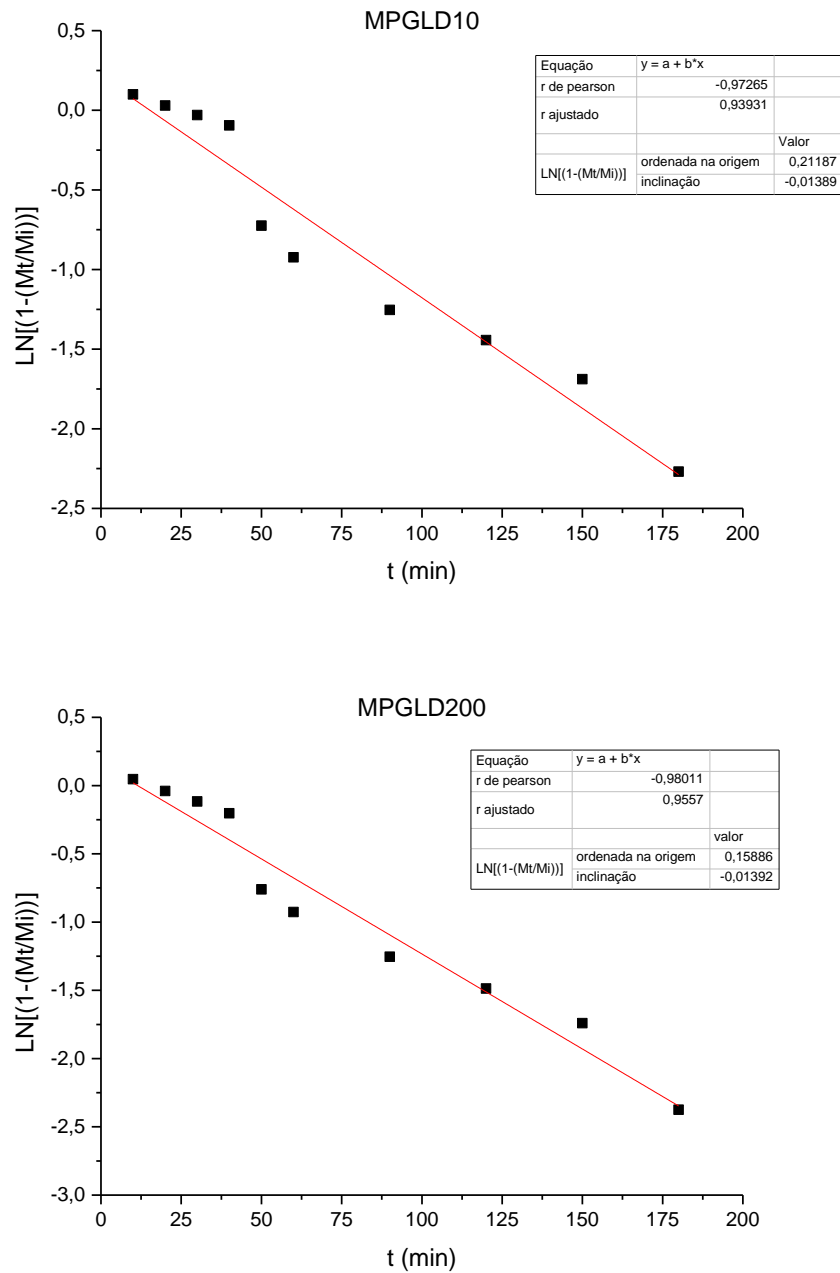 MPGLD10
0,5
0,0
-0,5
-1,0
-1,5
-2,0
-2,5
LN[(1-(Mt/Mi))]
0 25 50 75 100 125 150 175 200
t (min)
Equação y = a + b*x
r de pearson -0,97265
r ajustado 0,93931
Valor
LN[(1-(Mt/Mi))] ordenada na origem 0,21187
inclinação -0,01389
MPGLD200
0,5
0,0
-0,5
-1,0
-1,5
-2,0
-2,5
-3,0
LN[(1-(Mt/Mi))]
0 25 50 75 100 125 150 175 200
t (min)
Equação y = a + b*x
r de pearson -0,98011
r ajustado 0,9557
valor
LN[(1-(Mt/Mi))] ordenada na origem 0,15886
inclinação -0,01392